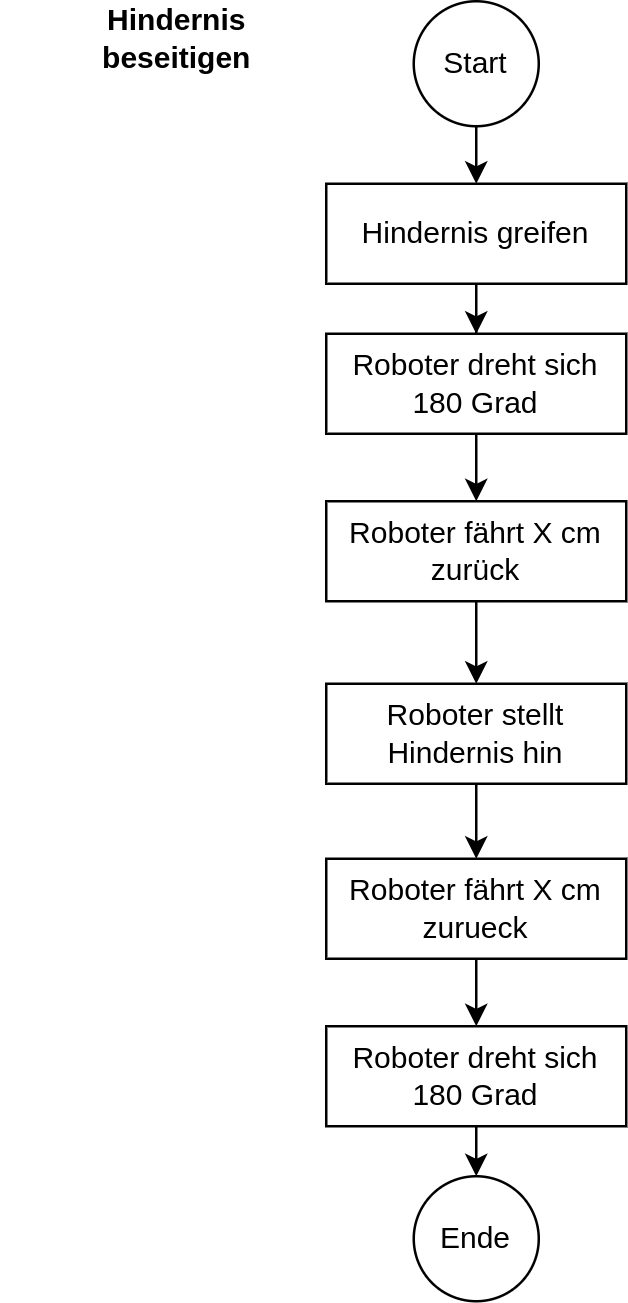 Hindernis
beseitigen
Start
Hindernis greifen
Roboter dreht sich
180 Grad
Roboter fährt X cm
zurück
Roboter stellt
Hindernis hin
Roboter fährt X cm
zurueck
Roboter dreht sich
180 Grad
Ende